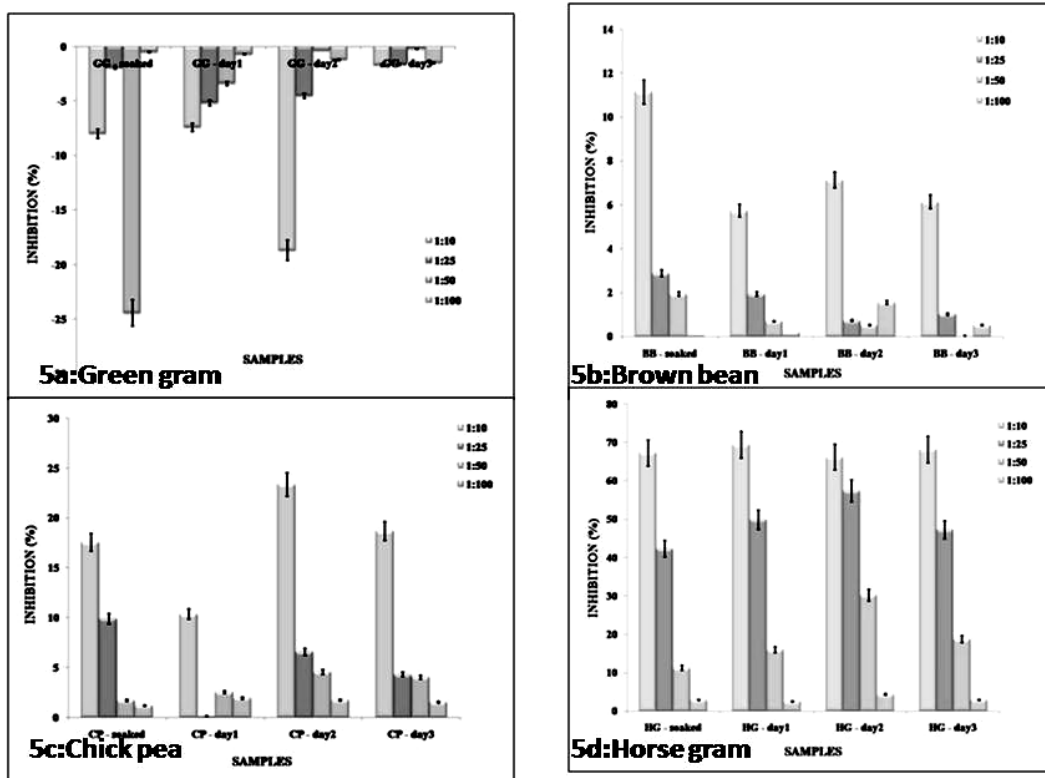 0
GG - soaked GG - day1 GG - day2 GG - day3
-5
-10
-15
-20
-25
INHIBITION (%)
1:10
1:25
1:50
1:100
SAMPLES
5a:Green gram
14
12
10
8
6
4
2
0
INHIBITION (%)
1:10
1:25
1:50
1:100
BB - soaked BB - day1 BB - day2 BB - day3
SAMPLES
5b:Brown bean
30
25
20
15
10
5
0
INHIBITION (%)
1:10
1:25
1:50
1:100
CP - soaked CP - day1 CP - day2 CP - day3
SAMPLES
5c:Chick pea
80
70
60
50
40
30
20
10
0
INHIBITION (%)
1:10
1:25
1:50
1:100
HG - soaked HG - day1 HG - day2 HG - day3
SAMPLES
5d:Horse gram